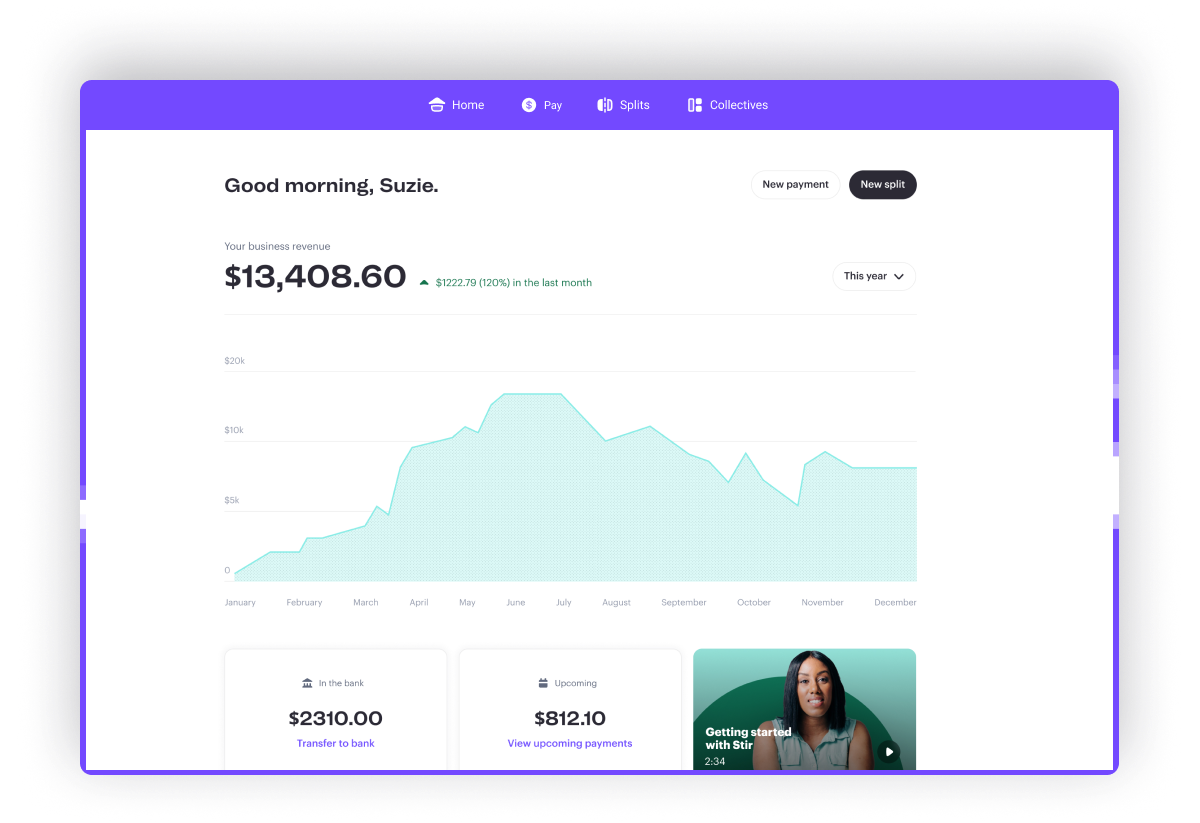 Home
Pay
Splits
Collectives
Good morning, Suzie.
New payment
New split
Your business revenue
$13,408.60
$1222.79 (120%) in the last month
This year
$20k
$10k
$5k
0
January
February
March
April
May
June
July
August
September
October
November
December
In the bank
$2310.00
Transfer to bank
Upcoming
$812.10
View upcoming payments
Getting started
with Stir
2:34